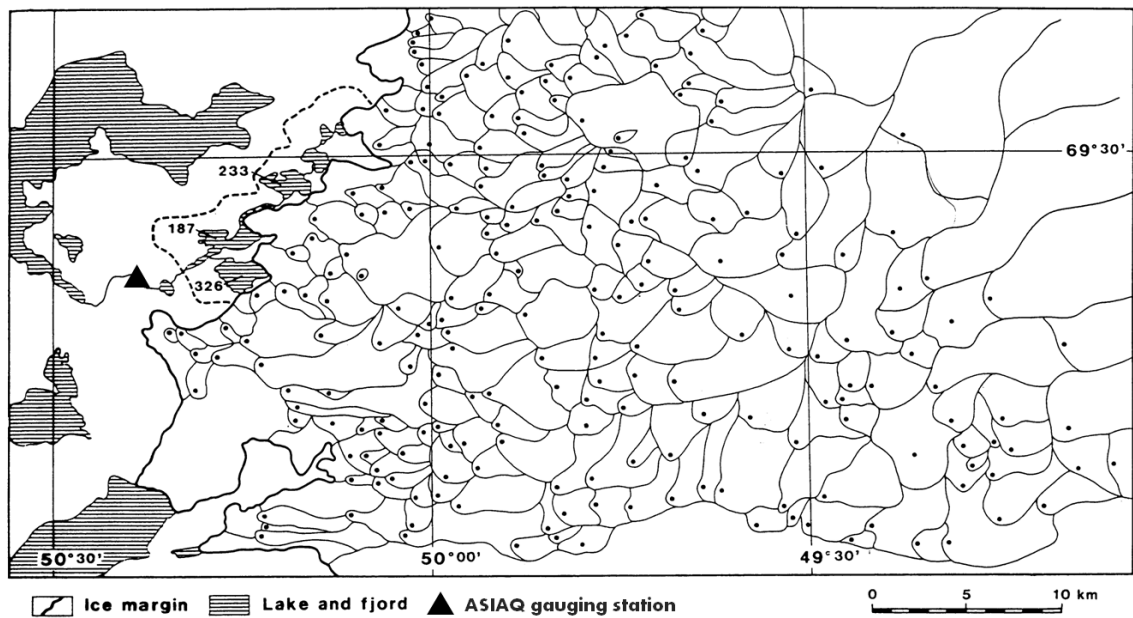 233
69°30'
187
326
50°30'
50°00'
49°30'
Ice margin
Lake and fjord
ASIAQ gauging station
0 5 10 km